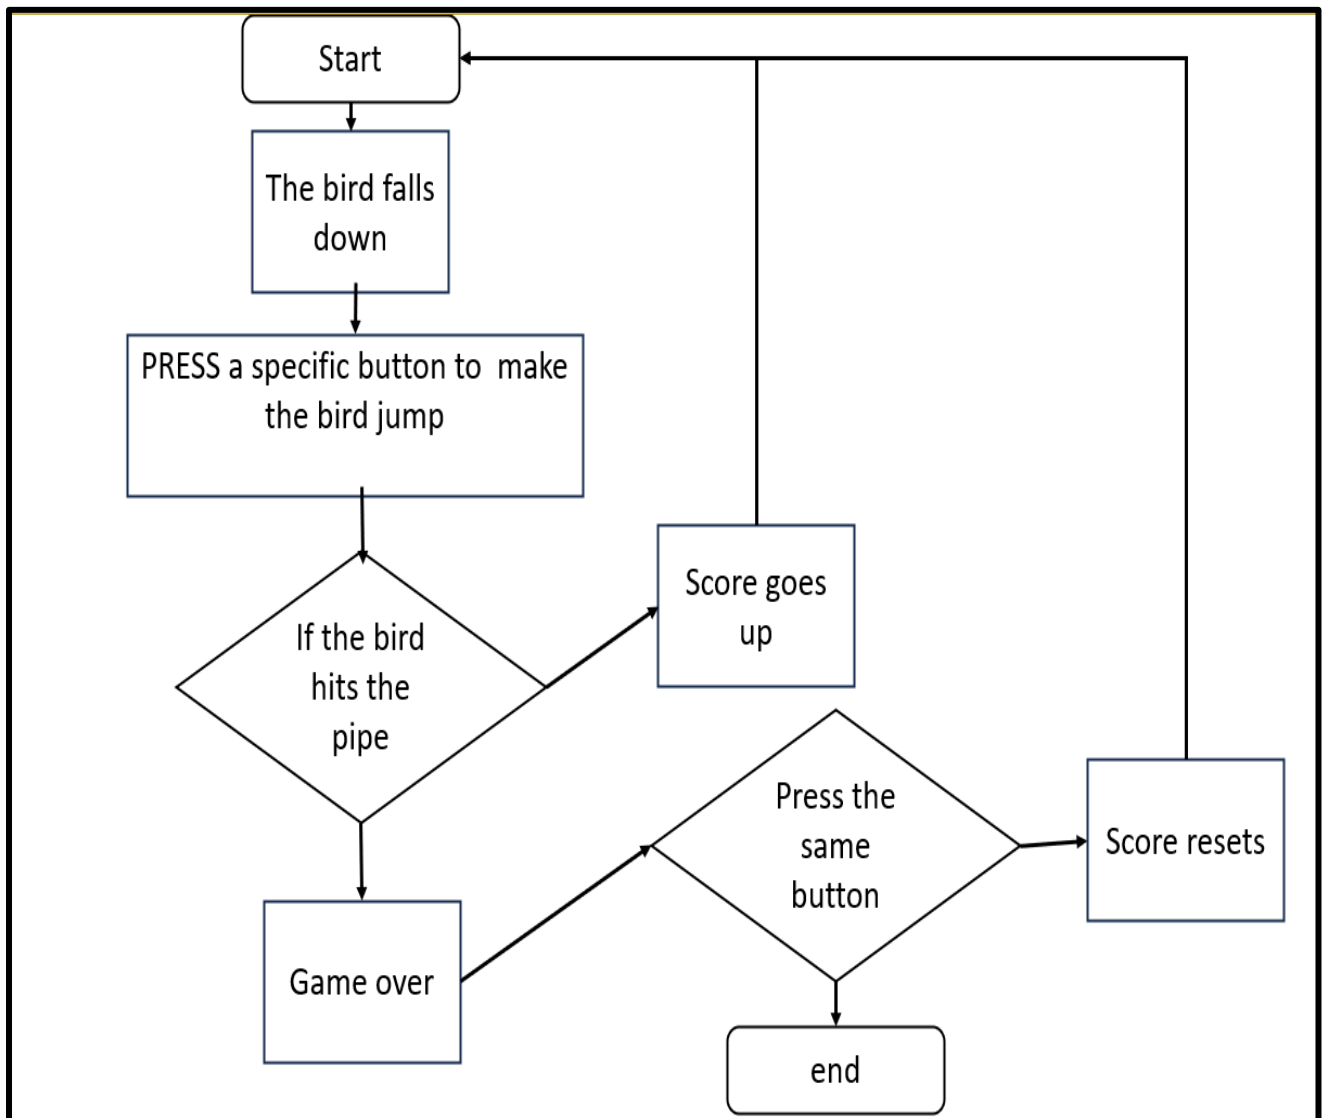 Start
The bird falls
down
PRESS a specific button to  make
the bird jump
If the bird
hits the
pipe
Score goes
up
Press the
same
button
Score resets
Game over
end